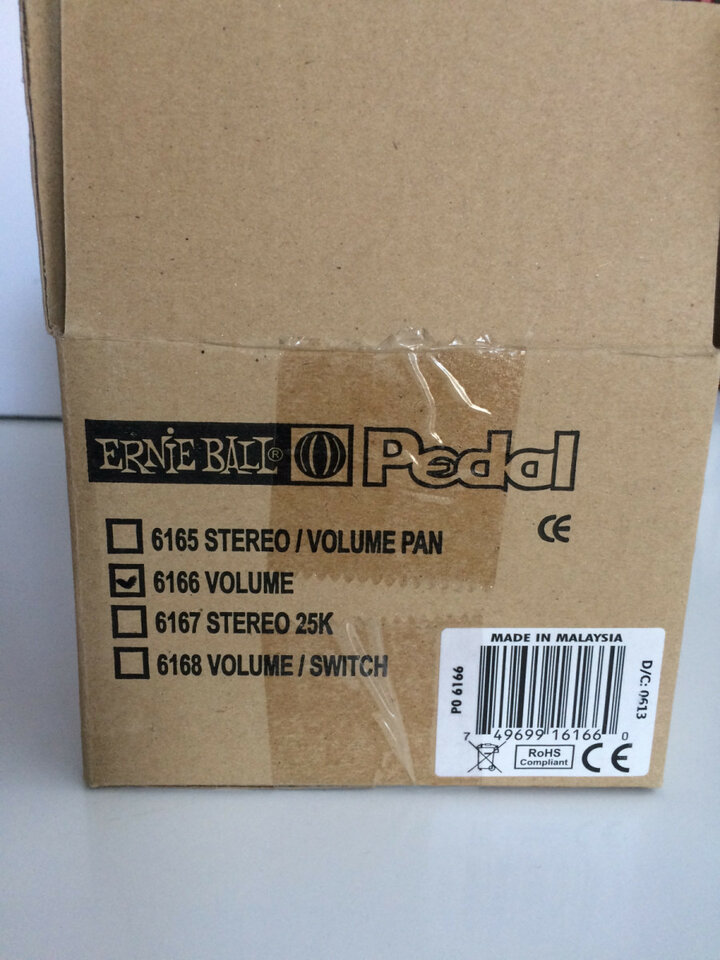 ERNIE BALL® Pedal
CE
6165 STEREO / VOLUME PAN
6166 VOLUME
6167 STEREO 25K
6168 VOLUME / SWITCH
MADE IN MALAYSIA
PO 6166
D/C: 0613
7 49699 16166 0
RoHS
Compliant
CE